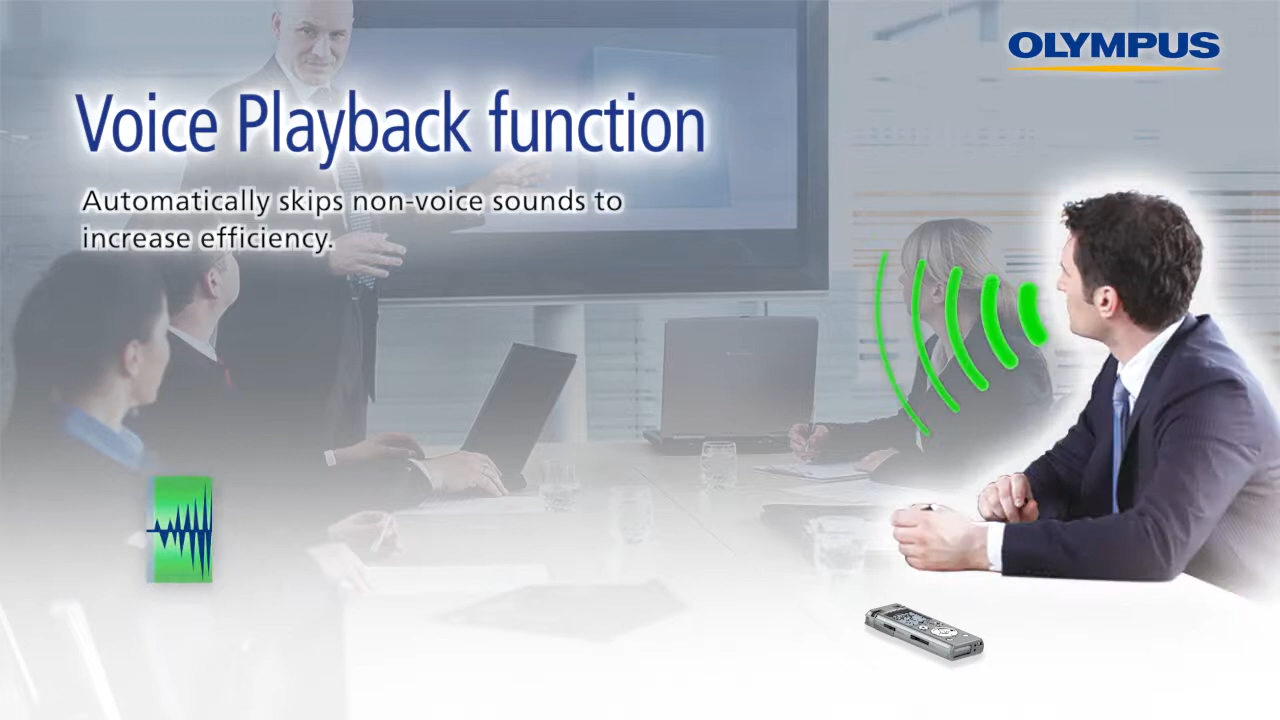 OLYMPUS
Voice Playback function
Automatically skips non-voice sounds to
increase efficiency.